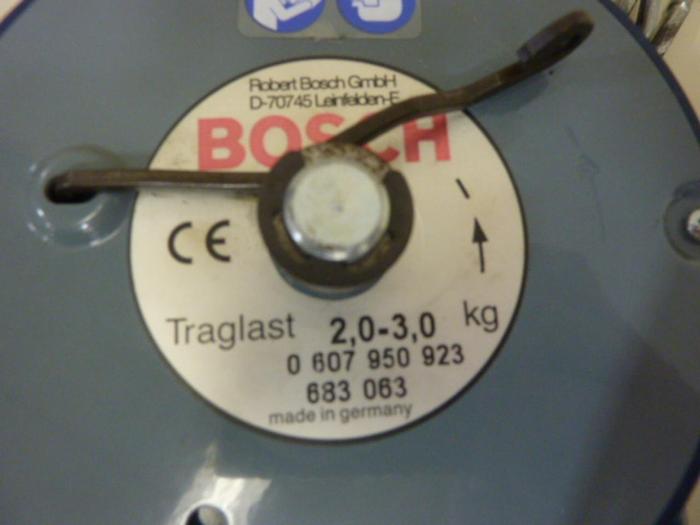 Robert Bosch GmbH
D-70745 Leinfelden-E
BOSCH
CE
Traglast 2,0-3,0 kg
0 607 950 923
683 063
made in germany